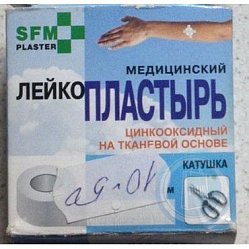 SFM
PLASTER
МЕДИЦИНСКИЙ
ЛЕЙКОПЛАСТЫРЬ
ЦИНКООКСИДНЫЙ
НА ТКАНЕВОЙ ОСНОВЕ
КАТУШКА
м